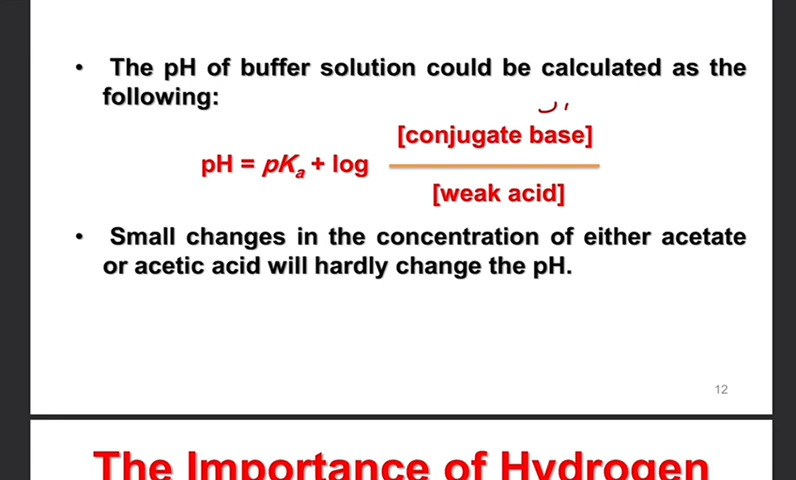 • The pH of buffer solution could be calculated as the
following:
[conjugate base]
pH = pKₐ + log
[weak acid]
• Small changes in the concentration of either acetate
or acetic acid will hardly change the pH.
12
The Importance of Hydrogen